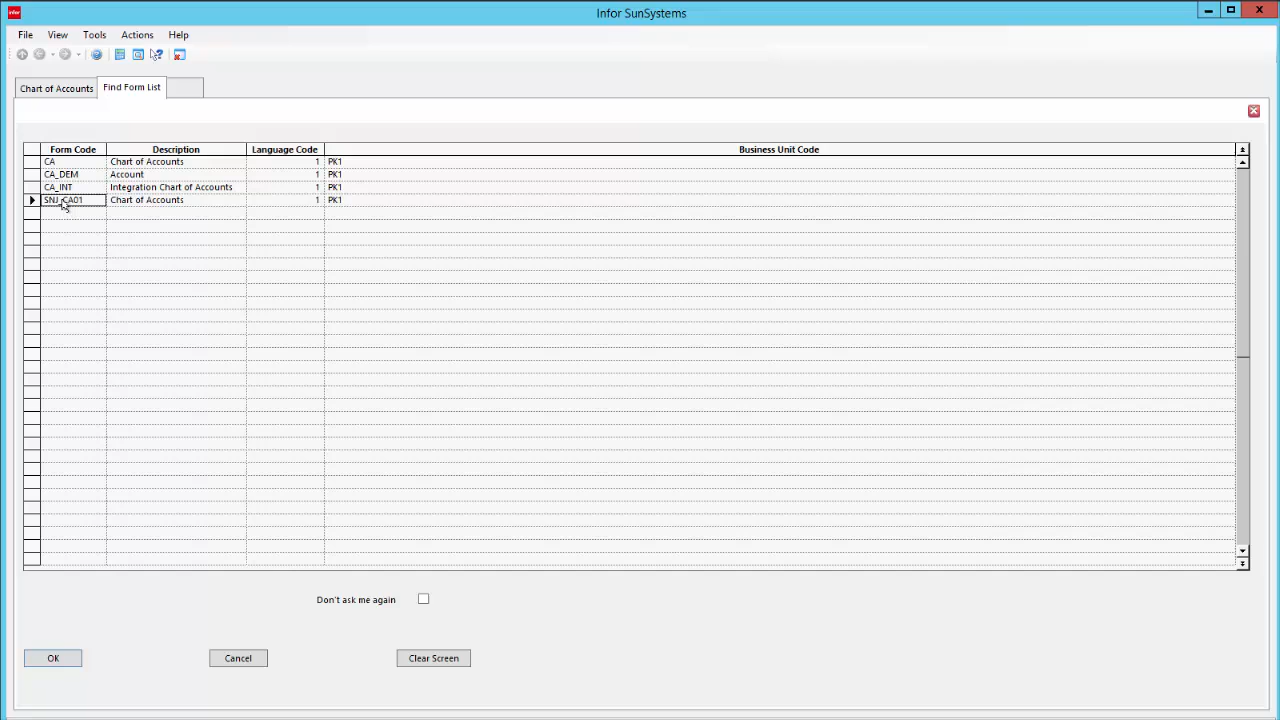 infor
Infor SunSystems
File View Tools Actions Help
Chart of Accounts Find Form List
Form Code Description Language Code Business Unit Code
CA Chart of Accounts 1 PK1
CA_DEM Account 1 PK1
CA_INT Integration Chart of Accounts 1 PK1
SNJ_CA01 Chart of Accounts 1 PK1
Don't ask me again
OK Cancel Clear Screen